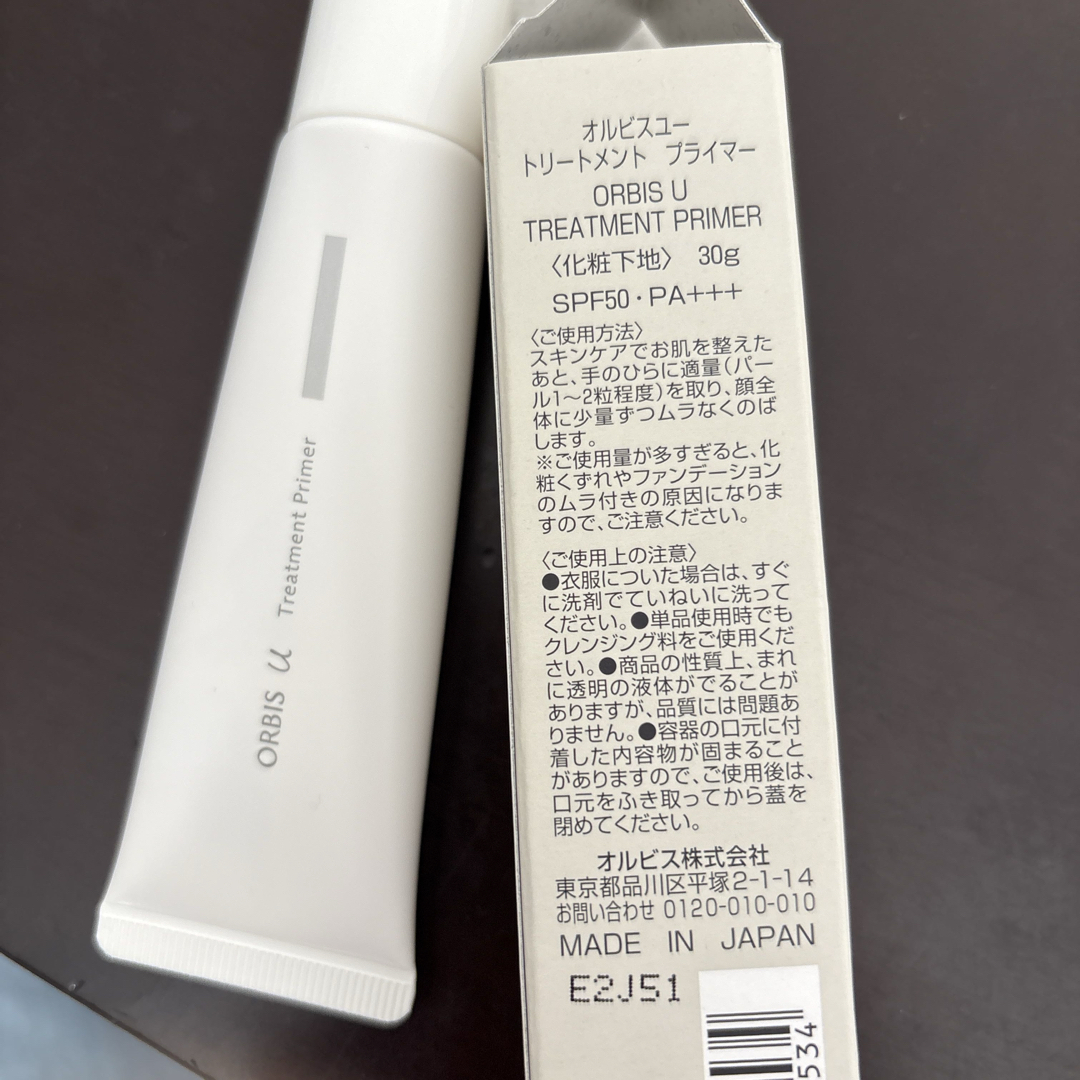 ORBIS U Treatment Primer
オルビスユー
トリートメント プライマー
ORBIS U
TREATMENT PRIMER
〈化粧下地〉 30g
SPF50・PA+++
〈ご使用方法〉
スキンケアでお肌を整えた
あと、手のひらに適量(パー
ル1〜2粒程度)を取り、顔全
体に少量ずつムラなくのば
します。
※ご使用量が多すぎると、化
粧くずれやファンデーション
のムラ付きの原因になりま
すので、ご注意ください。
〈ご使用上の注意〉
●衣服についた場合は、すぐ
に洗剤でていねいに洗って
ください。●単品使用時でも
クレンジング料をご使用くだ
さい。●商品の性質上、まれ
に透明の液体がでることが
ありますが、品質には問題あ
りません。●容器の口元に付
着した内容物が固まること
がありますので、ご使用後は、
口元をふき取ってから蓋を
閉めてください。
オルビス株式会社
東京都品川区平塚2-1-14
お問い合わせ 0120-010-010
MADE IN JAPAN
E2J51
534